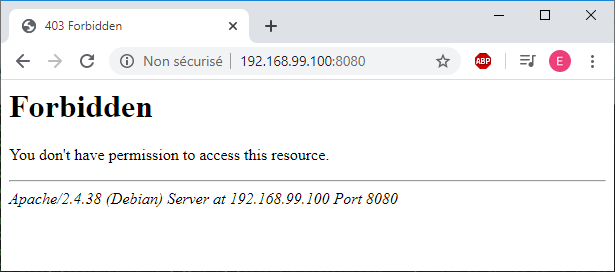 403 Forbidden
Non sécurisé 192.168.99.100:8080
ABP
E
Forbidden
You don't have permission to access this resource.
Apache/2.4.38 (Debian) Server at 192.168.99.100 Port 8080